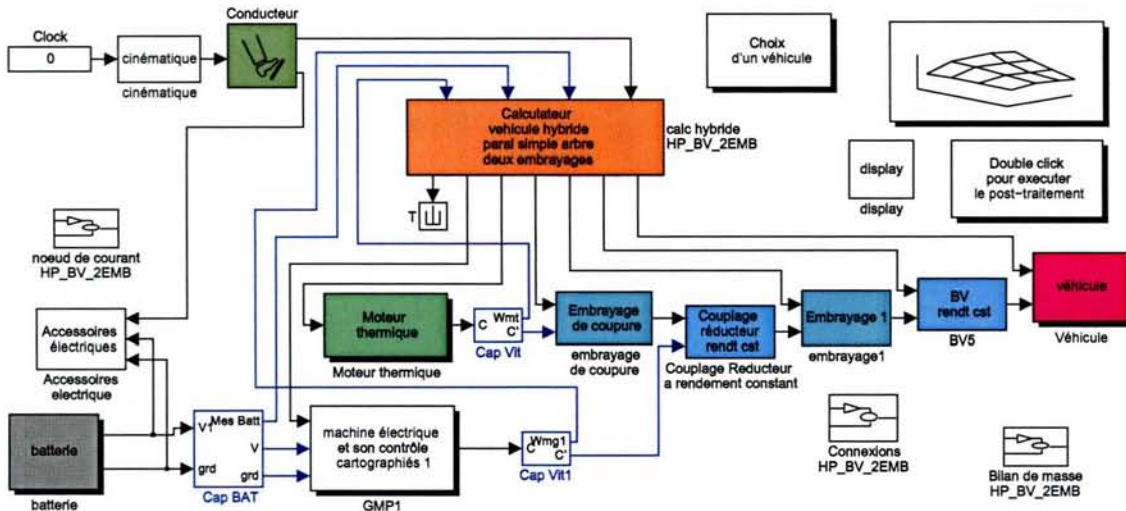 Conducteur
Clock
0
cinématique
cinématique
Choix
d'un véhicule
Calculateur
vehicule hybride
paral simple arbre
deux embrayages
calc hybride
HP_BV_2EMB
display
display
Double click
pour executer
le post-traitement
T
noeud de courant
HP_BV_2EMB
Accessoires
électriques
Accessoires
electrique
Moteur
thermique
Moteur thermique
C
Wmt
C'
Cap Vit
Embrayage
de coupure
embrayage
de coupure
Couplage
réducteur
rendt cst
Couplage Reducteur
a rendement constant
Embrayage 1
embrayage1
BV
rendt cst
BV5
véhicule
Véhicule
batterie
batterie
V1
grd
Mes Batt
V
grd
Cap BAT
machine électrique
et son contrôle
cartographiés 1
GMP1
C
Wmg1
C'
Cap Vit1
Connexions
HP_BV_2EMB
Bilan de masse
HP_BV_2EMB